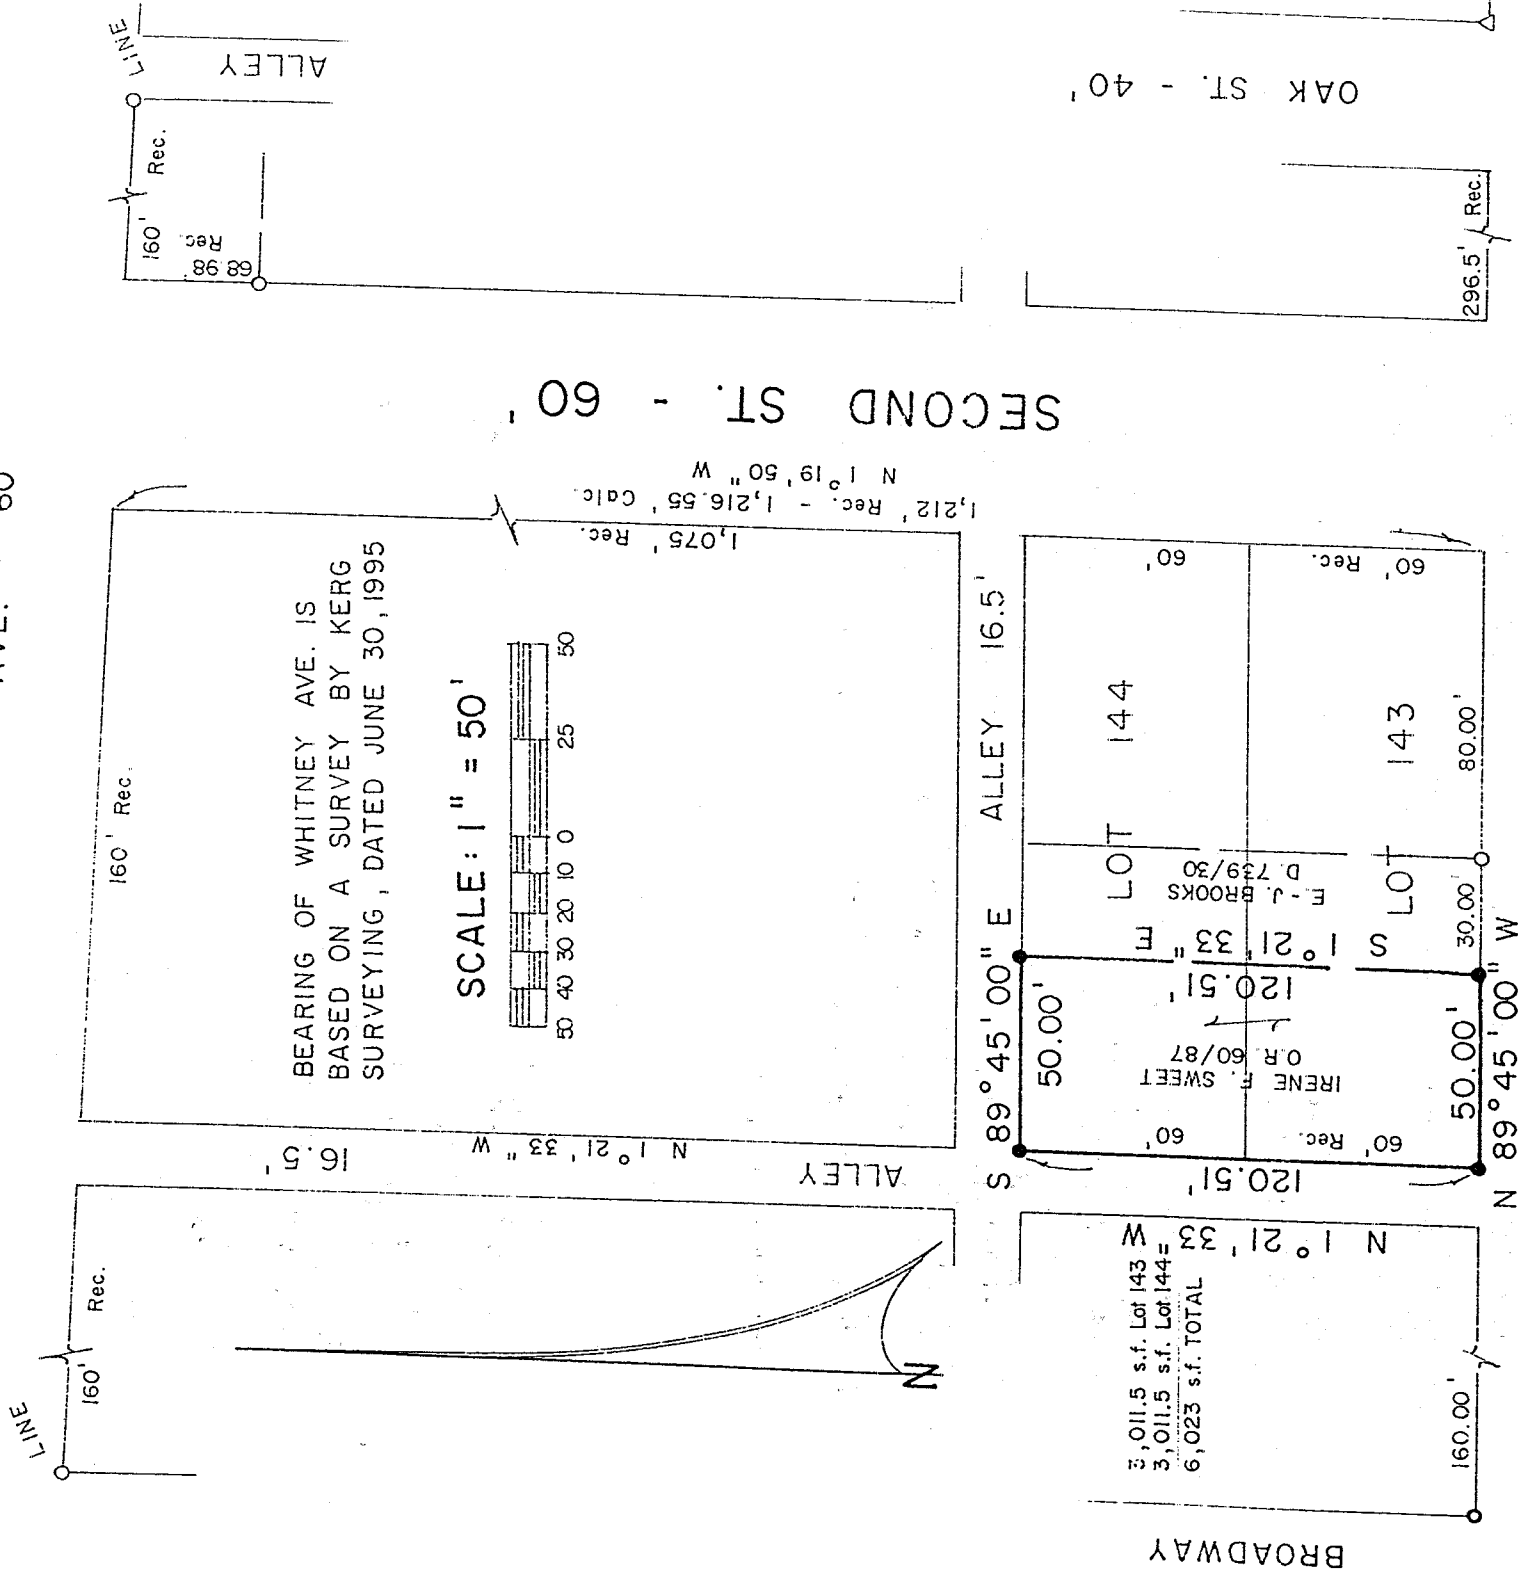 LINE
ALLEY
160' Rec.
68.98'
Rec.
OAK ST. - 40'
296.5' Rec.
SECOND ST. - 60'
N 1°19'50" W
1,212' Rec. - 1,216.55' Calc.
1,075' Rec.
160' Rec.
BEARING OF WHITNEY AVE. IS
BASED ON A SURVEY BY KERG
SURVEYING, DATED JUNE 30, 1995
SCALE: 1" = 50'
50 40 30 20 10 0 25 50
ALLEY 16.5'
60'
60' Rec.
LOT 144
LOT 143
80.00'
30.00'
E. J. BROOKS
D. 739/30
S 1°21'33" E
120.51'
S 89°45'00" E
50.00'
IRENE F. SWEET
O.R. 60/87
60'
60' Rec.
50.00'
N 89°45'00" W
120.51'
N 1°21'33" W
16.5'
N 1°21'33" W
ALLEY
LINE
160' Rec.
N
3,011.5 s.f. Lot 143
3,011.5 s.f. Lot 144=
6,023 s.f. TOTAL
160.00'
BROADWAY